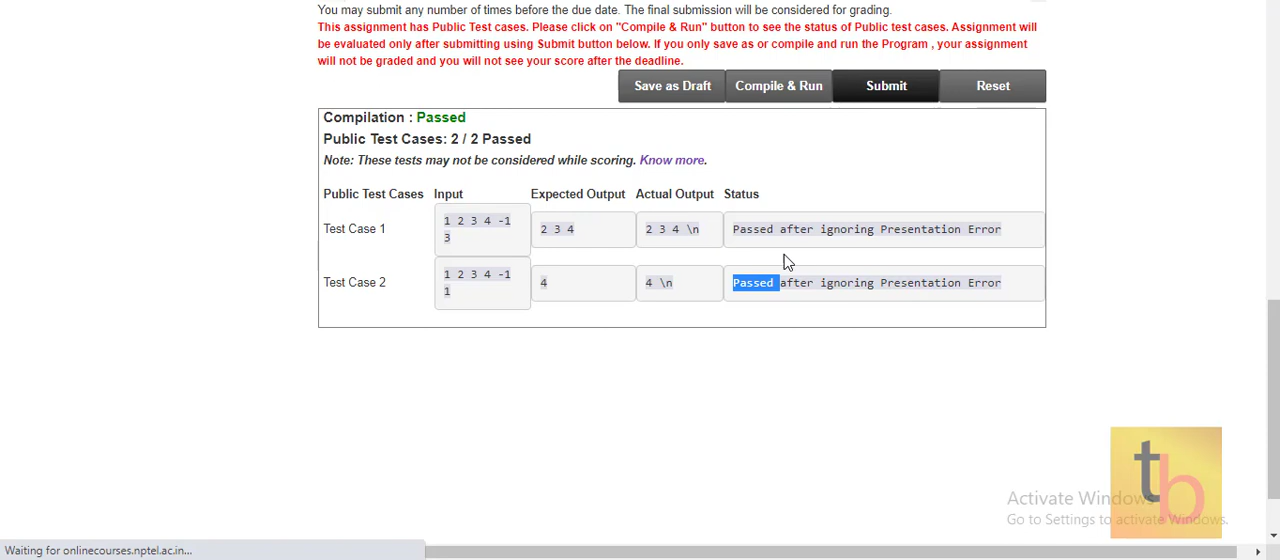 You may submit any number of times before the due date. The final submission will be considered for grading.
This assignment has Public Test cases. Please click on "Compile & Run" button to see the status of Public test cases. Assignment will
be evaluated only after submitting using Submit button below. If you only save as or compile and run the Program , your assignment
will not be graded and you will not see your score after the deadline.
Save as Draft Compile & Run Submit Reset
Compilation : Passed
Public Test Cases: 2 / 2 Passed
Note: These tests may not be considered while scoring. Know more.
Public Test Cases Input Expected Output Actual Output Status
Test Case 1
1 2 3 4 -1
3
2 3 4
2 3 4 \n
Passed after ignoring Presentation Error
Test Case 2
1 2 3 4 -1
1
4
4 \n
Passed after ignoring Presentation Error
tb
Activate Windows
Go to Settings to activate Windows.
Waiting for onlinecourses.nptel.ac.in...